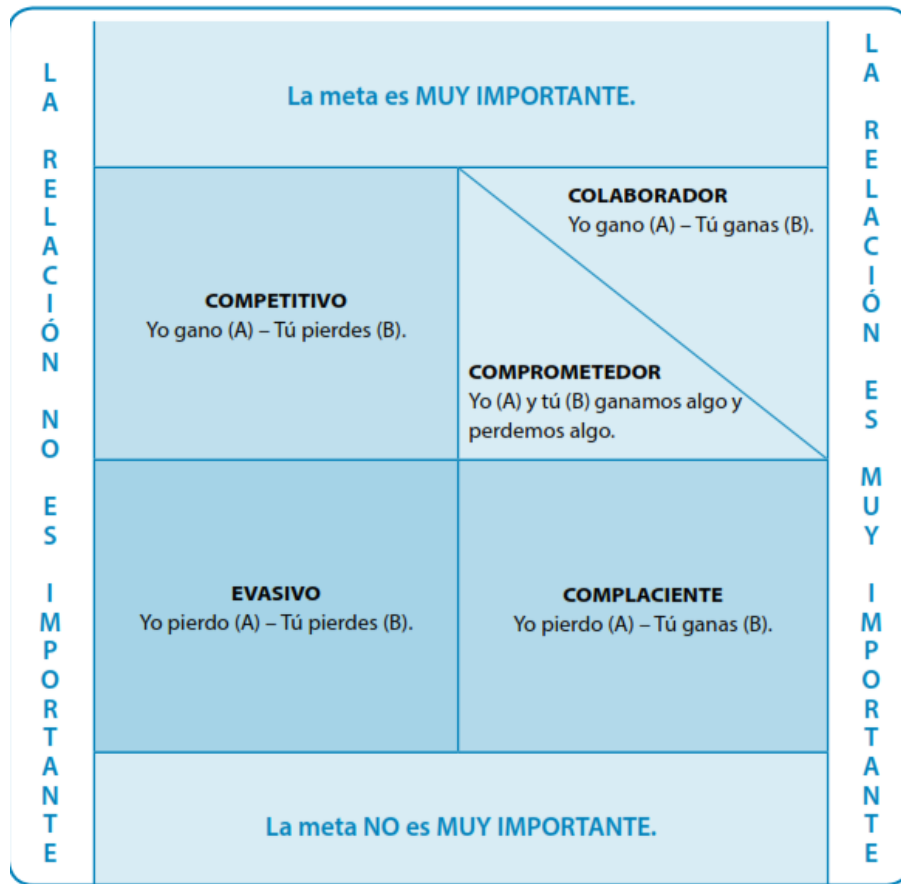 La meta es MUY IMPORTANTE.
LA RELACIÓN NO ES IMPORTANTE
COMPETITIVO
Yo gano (A) – Tú pierdes (B).
COLABORADOR
Yo gano (A) – Tú ganas (B).
COMPROMETEDOR
Yo (A) y tú (B) ganamos algo y
perdemos algo.
LA RELACIÓN ES MUY IMPORTANTE
EVASIVO
Yo pierdo (A) – Tú pierdes (B).
COMPLACIENTE
Yo pierdo (A) – Tú ganas (B).
La meta NO es MUY IMPORTANTE.